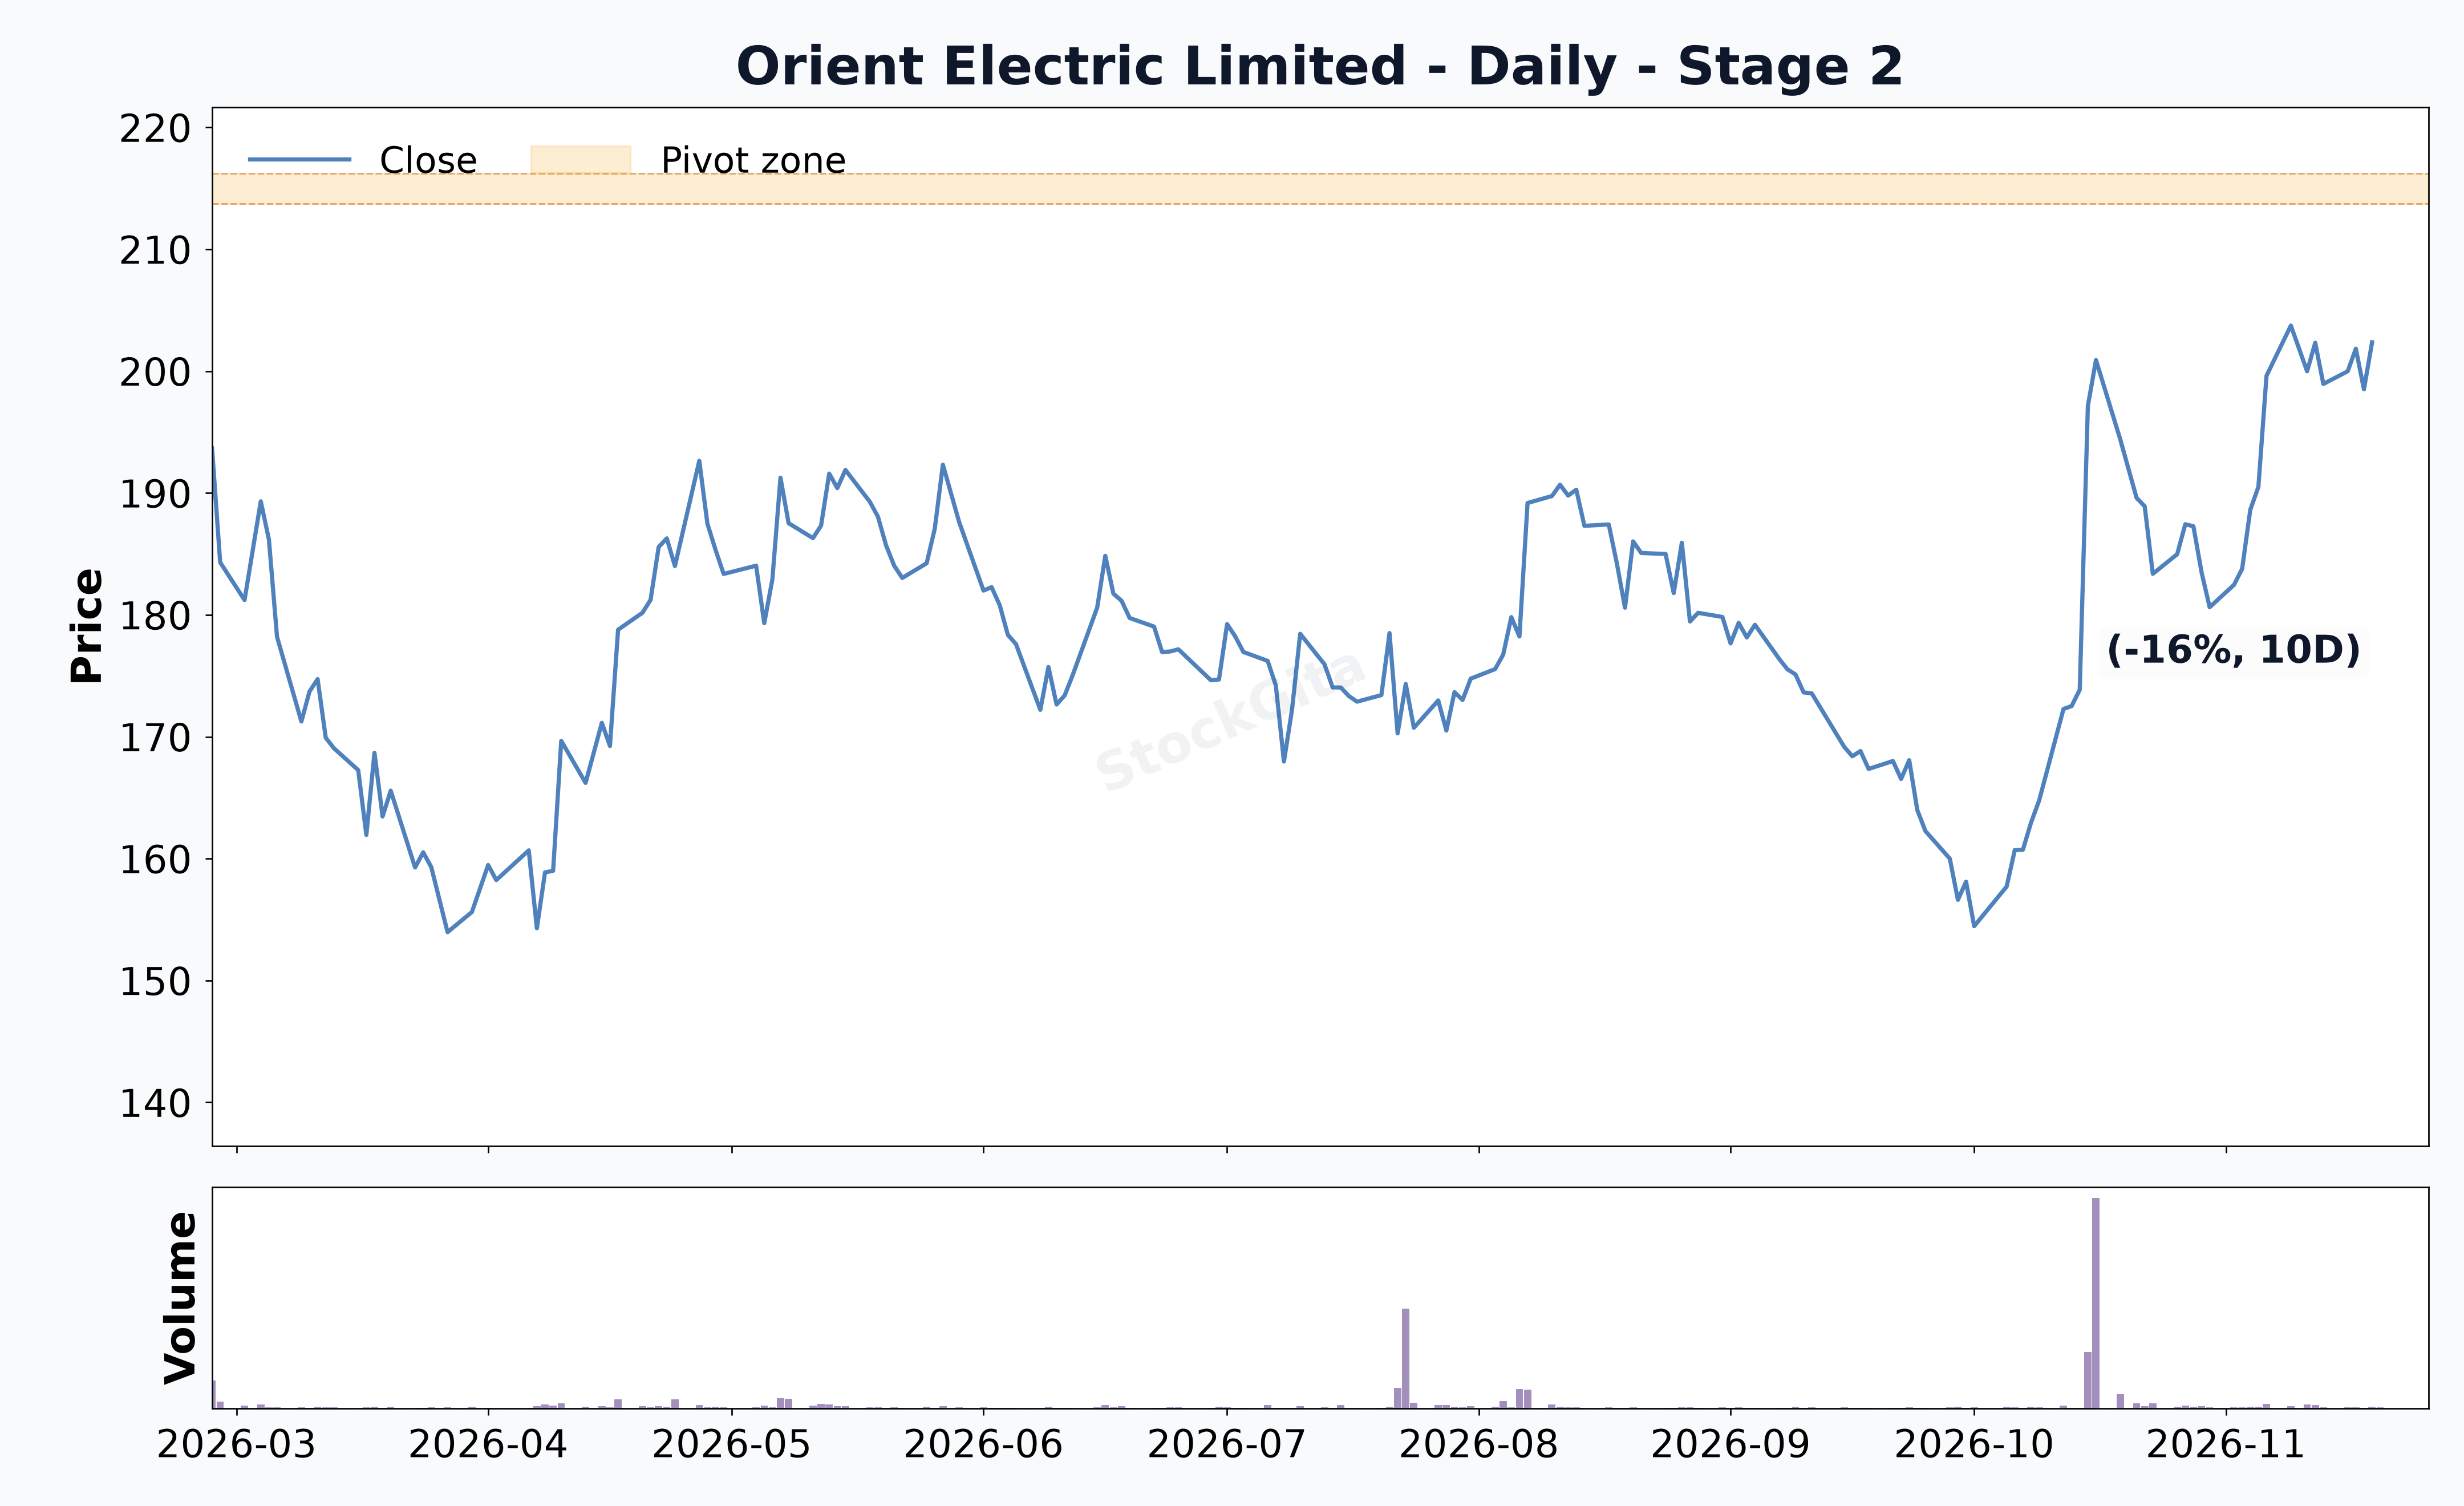 Orient Electric Limited - Daily - Stage 2
Close
Pivot zone
220
210
200
190
180
170
160
150
140
Price
(-16%, 10D)
StockGita
Volume
2026-03
2026-04
2026-05
2026-06
2026-07
2026-08
2026-09
2026-10
2026-11